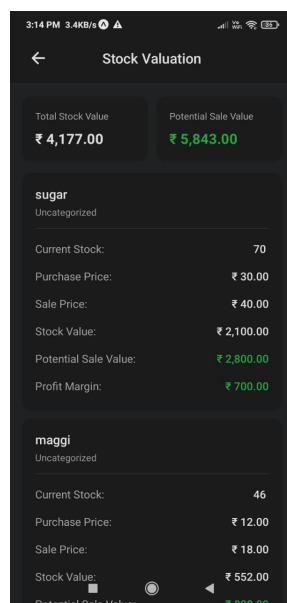 3:14 PM 3.4KB/s
Stock Valuation
Total Stock Value
Potential Sale Value
₹ 4,177.00
₹ 5,843.00
sugar
Uncategorized
Current Stock: 70
Purchase Price: ₹ 30.00
Sale Price: ₹ 40.00
Stock Value: ₹ 2,100.00
Potential Sale Value: ₹ 2,800.00
Profit Margin: ₹ 700.00
maggi
Uncategorized
Current Stock: 46
Purchase Price: ₹ 12.00
Sale Price: ₹ 18.00
Stock Value: ₹ 552.00